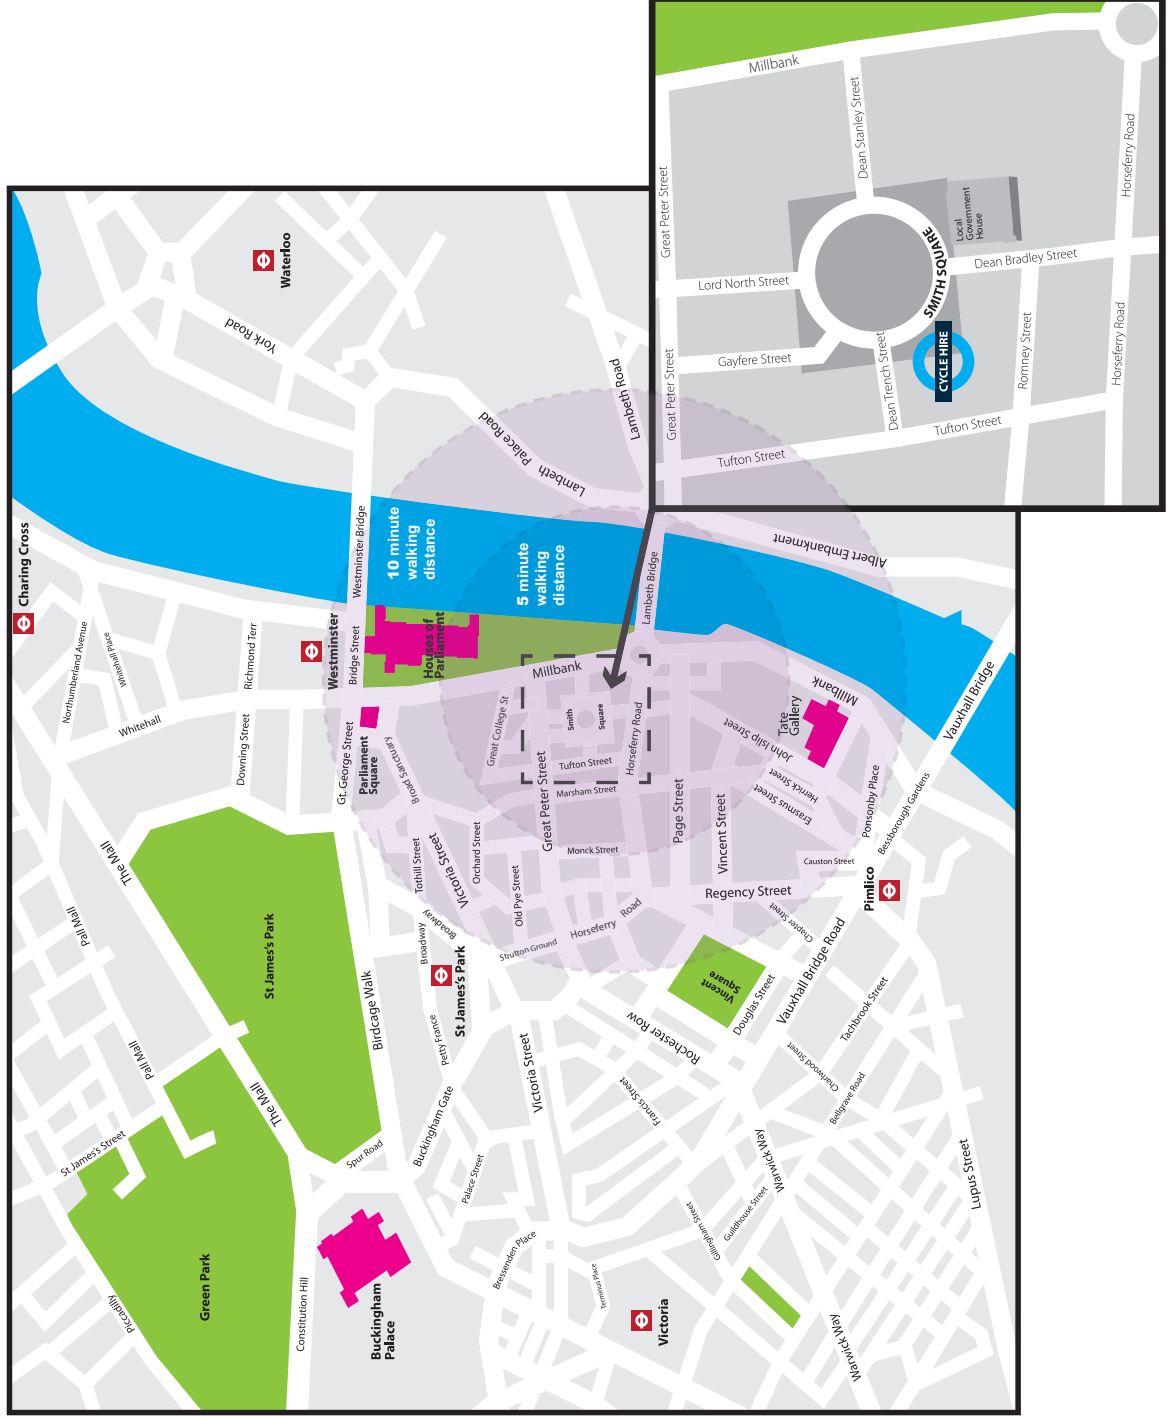 Millbank
Great Peter Street
Dean Stanley Street
Horseferry Road
Local
Government
House
SMITH SQUARE
Lord North Street
Dean Bradley Street
Gayfere Street
Great Peter Street
Dean Trench Street
CYCLE HIRE
Romney Street
Horseferry Road
Tufton Street
Tufton Street
Waterloo
York Road
Lambeth Road
Lambeth Palace Road
Albert Embankment
Charing Cross
Westminster Bridge
10 minute
walking
distance
5 minute
walking
distance
Lambeth Bridge
Northumberland Avenue
Whitehall Place
Richmond Terr
Westminster
Bridge Street
Houses of
Parliament
Millbank
Whitehall
Downing Street
Gt. George Street
Parliament
Square
Broad Sanctuary
Great College St
Smith
Square
Horseferry Road
Tufton Street
Great Peter Street
Marsham Street
Page Street
Vincent Street
John Islip Street
Tate
Gallery
Millbank
Herrick Street
Erasmus Street
Ponsonby Place
Vauxhall Bridge
Bessborough Gardens
The Mall
Pall Mall
Tothill Street
Victoria Street
Orchard Street
Old Pye Street
Monck Street
Causton Street
Regency Street
Pimlico
St James's Park
Broadway
Broadway
Strutton Ground
Horseferry Road
Chapter Street
Vauxhall Bridge Road
St James's Park
Birdcage Walk
Petty France
Vincent
Square
Douglas Street
Rochester Row
Tachbrook Street
Charlwood Street
Bellgrave Road
Pall Mall
The Mall
St James's Street
Spur Road
Buckingham Gate
Victoria Street
Francis Street
Palace Street
Warwick Way
Lupus Street
Guildhouse Street
Gillingham Street
Bressenden Place
Terminus Place
Green Park
Piccadilly
Constitution Hill
Buckingham
Palace
Victoria
Warwick Way